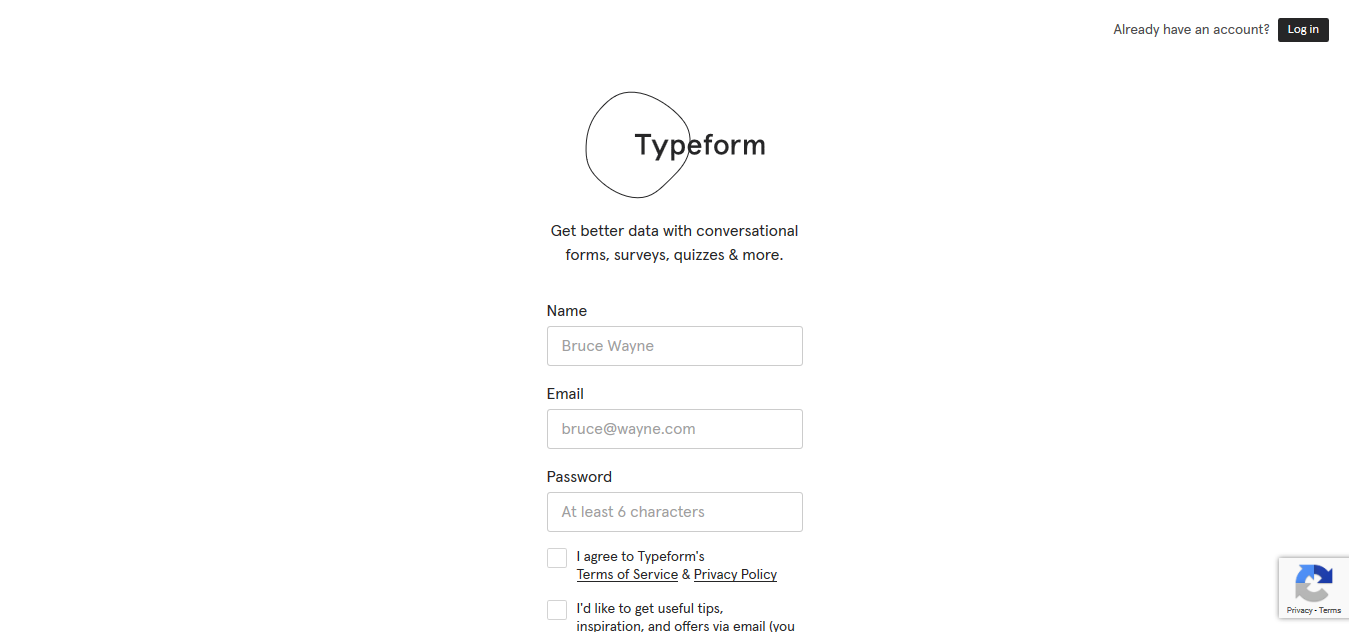 Already have an account? Log in
Typeform
Get better data with conversational
forms, surveys, quizzes & more.
Name
Bruce Wayne
Email
bruce@wayne.com
Password
At least 6 characters
I agree to Typeform's
Terms of Service & Privacy Policy
I'd like to get useful tips,
inspiration, and offers via email (you
Privacy - Terms